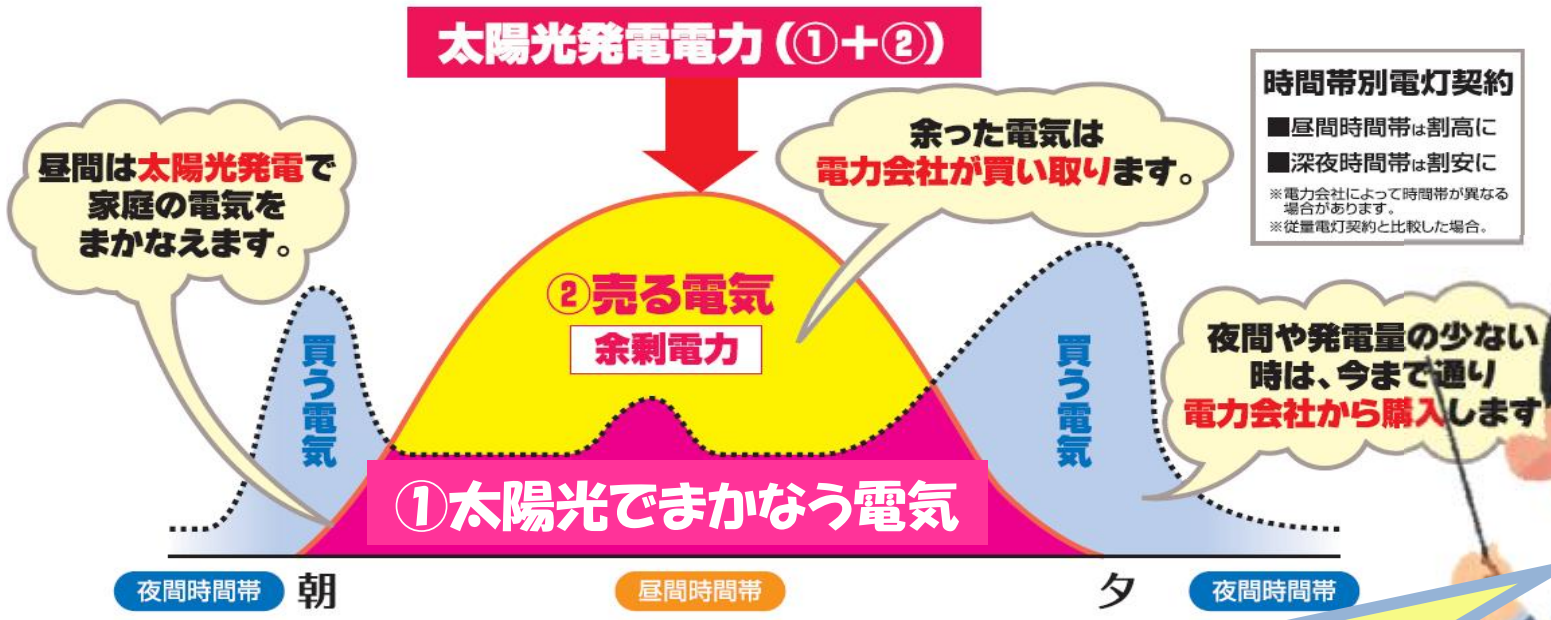 太陽光発電電力(①+②)
昼間は太陽光発電で
家庭の電気を
まかなえます。
余った電気は
電力会社が買い取ります。
時間帯別電灯契約
■昼間時間帯は割高に
■深夜時間帯は割安に
※電力会社によって時間帯が異なる
場合があります。
※従量電灯契約と比較した場合。
②売る電気
余剰電力
買う電気
買う電気
夜間や発電量の少ない
時は、今まで通り
電力会社から購入します
①太陽光でまかなう電気
夜間時間帯
朝
昼間時間帯
夕
夜間時間帯